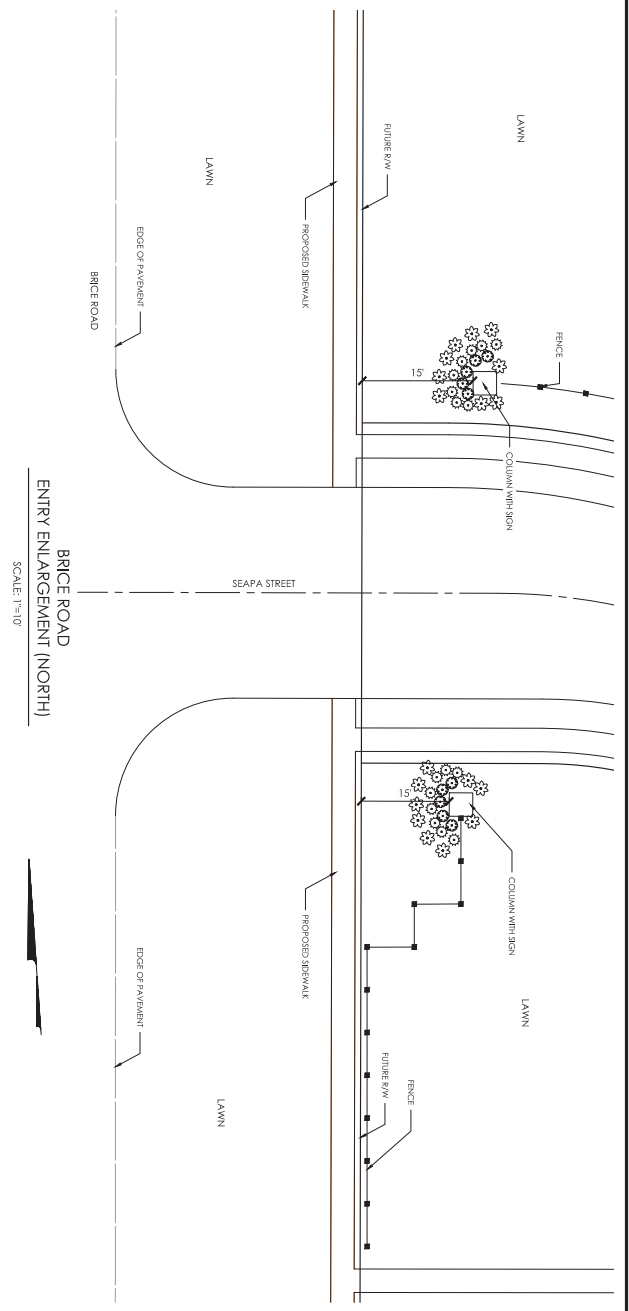 LAWN
FUTURE R/W
LAWN
PROPOSED SIDEWALK
EDGE OF PAVEMENT
BRICE ROAD
FENCE
15'
COLUMN WITH SIGN
SEAPA STREET
BRICE ROAD
ENTRY ENLARGEMENT (NORTH)
SCALE: 1"=10'
15'
COLUMN WITH SIGN
PROPOSED SIDEWALK
EDGE OF PAVEMENT
LAWN
FUTURE R/W
FENCE
LAWN